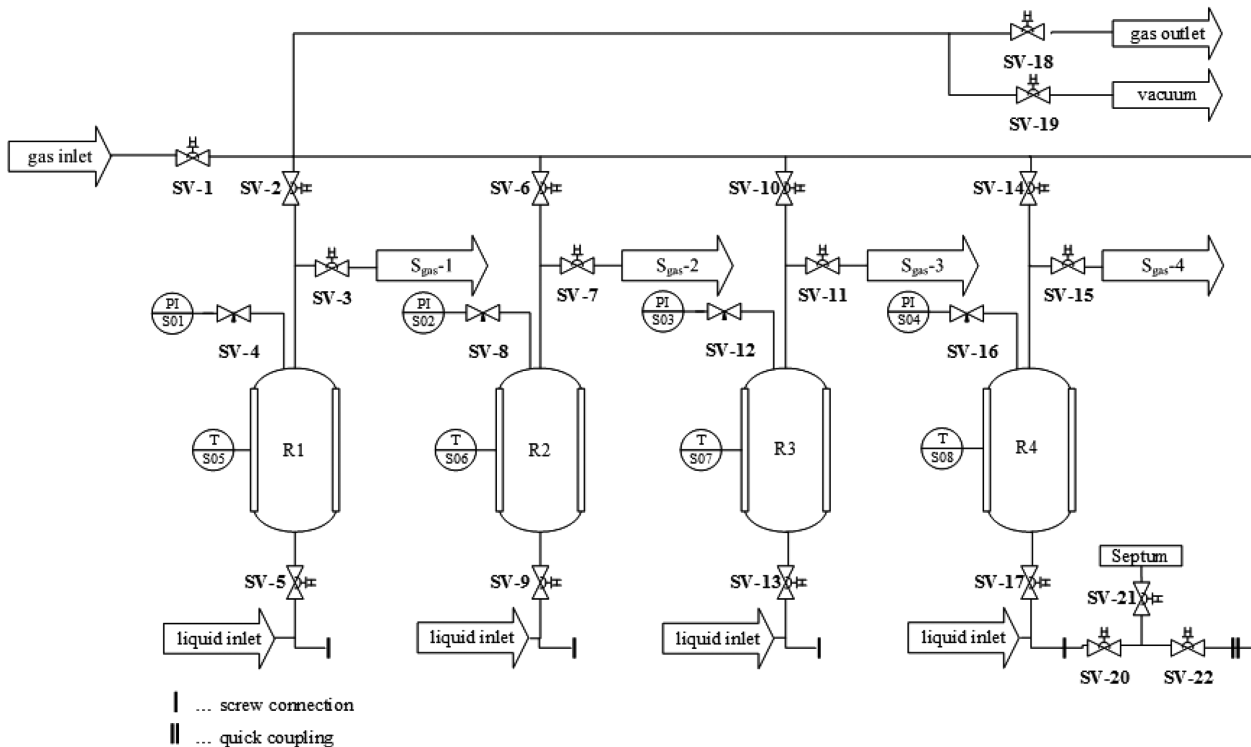 gas outlet
SV-18
vacuum
SV-19
gas inlet
SV-1
SV-2
SV-6
SV-10
SV-14
H
H
H
H
H
H
H
H
H
Sgas-1
Sgas-2
Sgas-3
Sgas-4
SV-3
SV-7
SV-11
SV-15
PI
S01
PI
S02
PI
S03
PI
S04
SV-4
SV-8
SV-12
SV-16
T
S05
R1
T
S06
R2
T
S07
R3
T
S08
R4
SV-5
SV-9
SV-13
SV-17
Septum
SV-21
liquid inlet
liquid inlet
liquid inlet
liquid inlet
SV-20
SV-22
... screw connection
... quick coupling